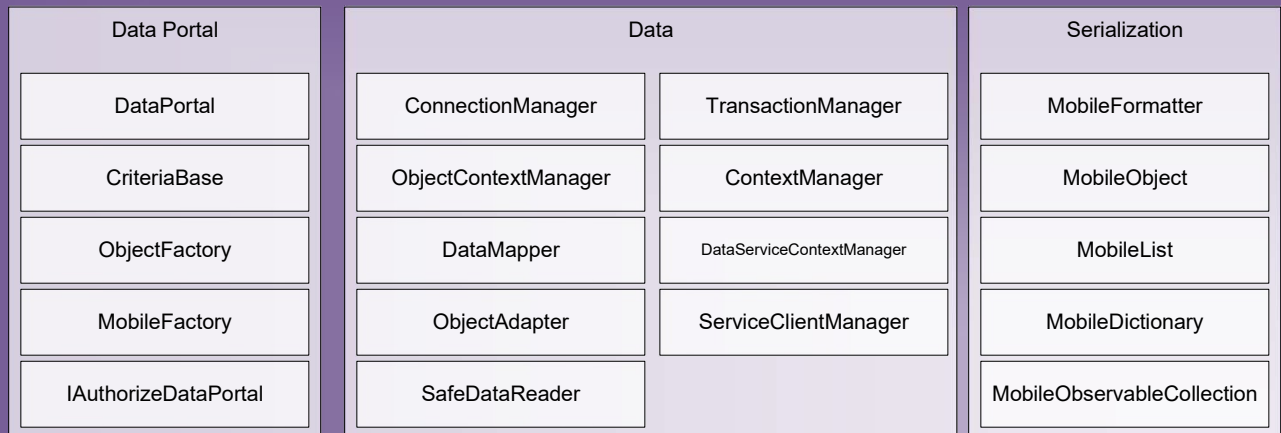 Data Portal
DataPortal
CriteriaBase
ObjectFactory
MobileFactory
IAuthorizeDataPortal
Data
ConnectionManager
TransactionManager
ObjectContextManager
ContextManager
DataMapper
DataServiceContextManager
ObjectAdapter
ServiceClientManager
SafeDataReader
Serialization
MobileFormatter
MobileObject
MobileList
MobileDictionary
MobileObservableCollection